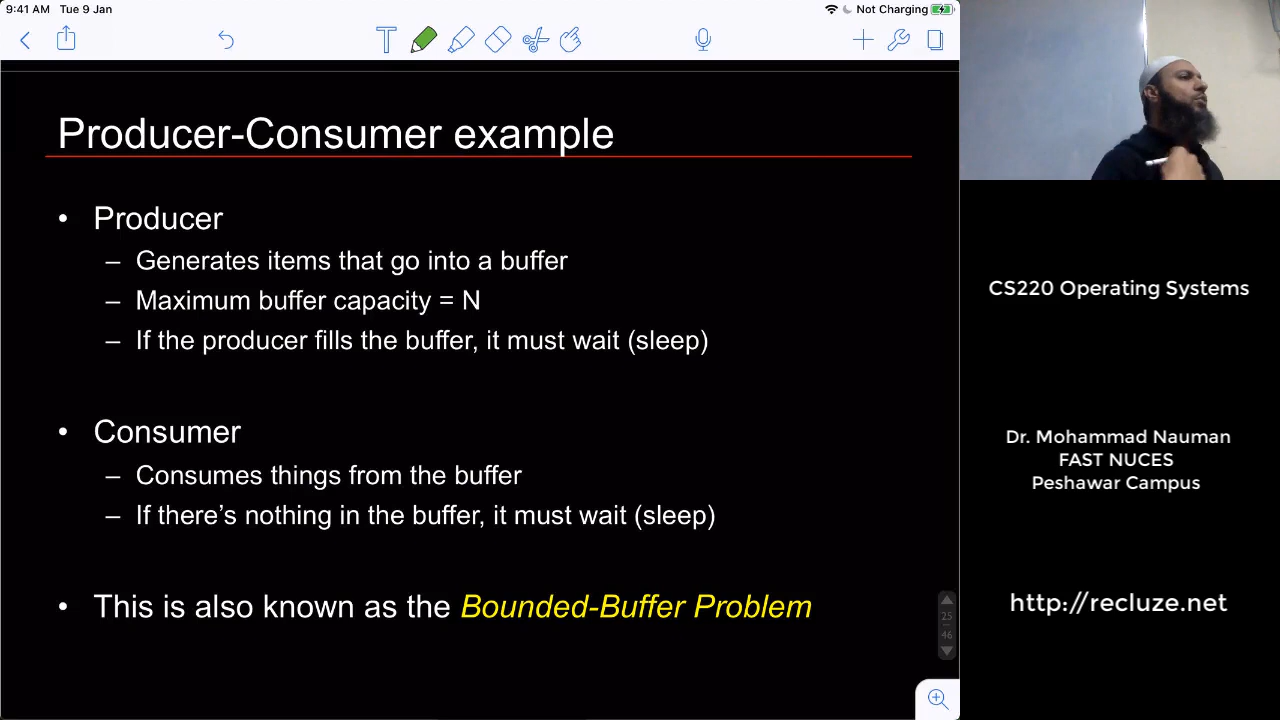 9:41 AM Tue 9 Jan
Not Charging
T
Producer-Consumer example
• Producer
– Generates items that go into a buffer
– Maximum buffer capacity = N
– If the producer fills the buffer, it must wait (sleep)
• Consumer
– Consumes things from the buffer
– If there’s nothing in the buffer, it must wait (sleep)
• This is also known as the Bounded-Buffer Problem
25
46
CS220 Operating Systems
Dr. Mohammad Nauman
FAST NUCES
Peshawar Campus
http://recluze.net